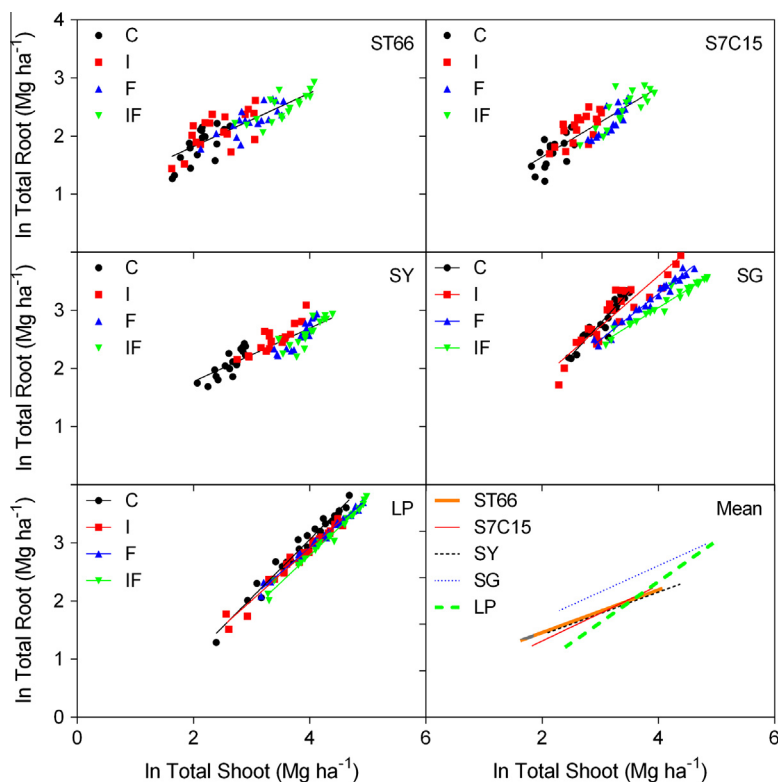 4
3
2
1
ln Total Root (Mg ha⁻¹)
C
I
F
IF
ST66
C
I
F
IF
S7C15
3
2
1
ln Total Root (Mg ha⁻¹)
C
I
F
IF
SY
C
I
F
IF
SG
3
2
1
0
ln Total Root (Mg ha⁻¹)
C
I
F
IF
LP
ST66
S7C15
SY
SG
LP
Mean
0 2 4 6 2 4 6
ln Total Shoot (Mg ha⁻¹) ln Total Shoot (Mg ha⁻¹)